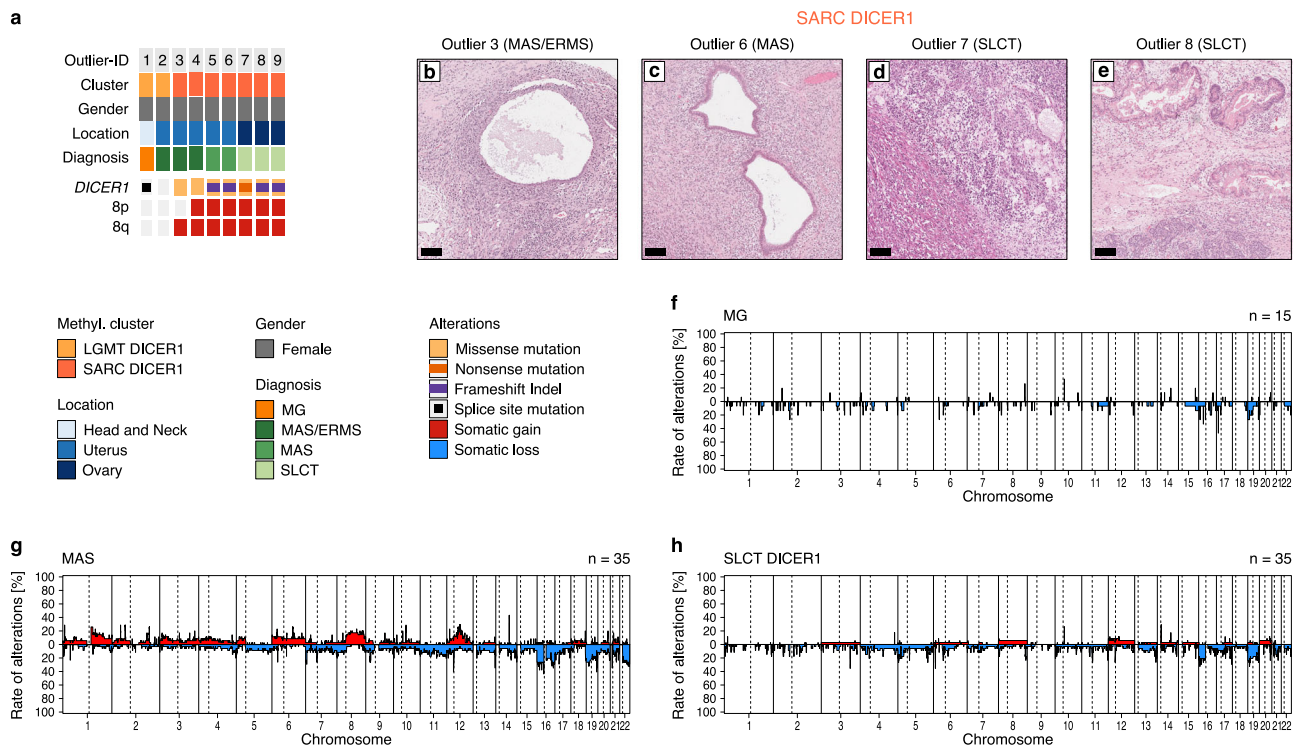 a
SARC DICER1
Outlier 3 (MAS/ERMS)
Outlier 6 (MAS)
Outlier 7 (SLCT)
Outlier 8 (SLCT)
Outlier-ID 1 2 3 4 5 6 7 8 9
Cluster
Gender
Location
Diagnosis
DICER1
8p
8q
b
c
d
e
Methyl. cluster
LGMT DICER1
SARC DICER1
Location
Head and Neck
Uterus
Ovary
Gender
Female
Diagnosis
MG
MAS/ERMS
MAS
SLCT
Alterations
Missense mutation
Nonsense mutation
Frameshift Indel
Splice site mutation
Somatic gain
Somatic loss
f
MG
n = 15
Rate of alterations [%]
100
80
60
40
20
0
20
40
60
80
100
1 2 3 4 5 6 7 8 9 10 11 12 13 14 15 16 17 18 19 20 21 22
Chromosome
g
MAS
n = 35
Rate of alterations [%]
100
80
60
40
20
0
20
40
60
80
100
1 2 3 4 5 6 7 8 9 10 11 12 13 14 15 16 17 18 19 20 21 22
Chromosome
h
SLCT DICER1
n = 35
Rate of alterations [%]
100
80
60
40
20
0
20
40
60
80
100
1 2 3 4 5 6 7 8 9 10 11 12 13 14 15 16 17 18 19 20 21 22
Chromosome